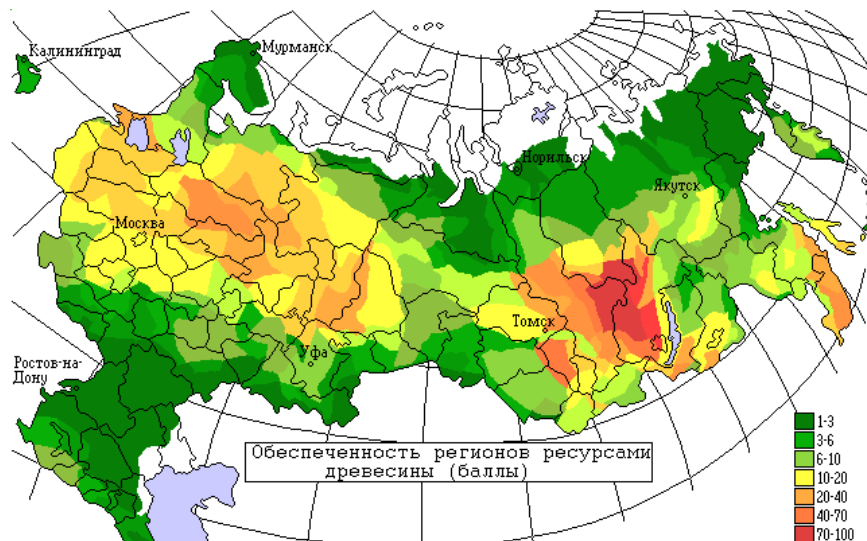 Калининград
Мурманск
Норильск
Якутск
Москва
Томск
Уфа
Ростов-на-
Дону
Обеспеченность регионов ресурсами
древесины (баллы)
1-3
3-6
6-10
10-20
20-40
40-70
70-100